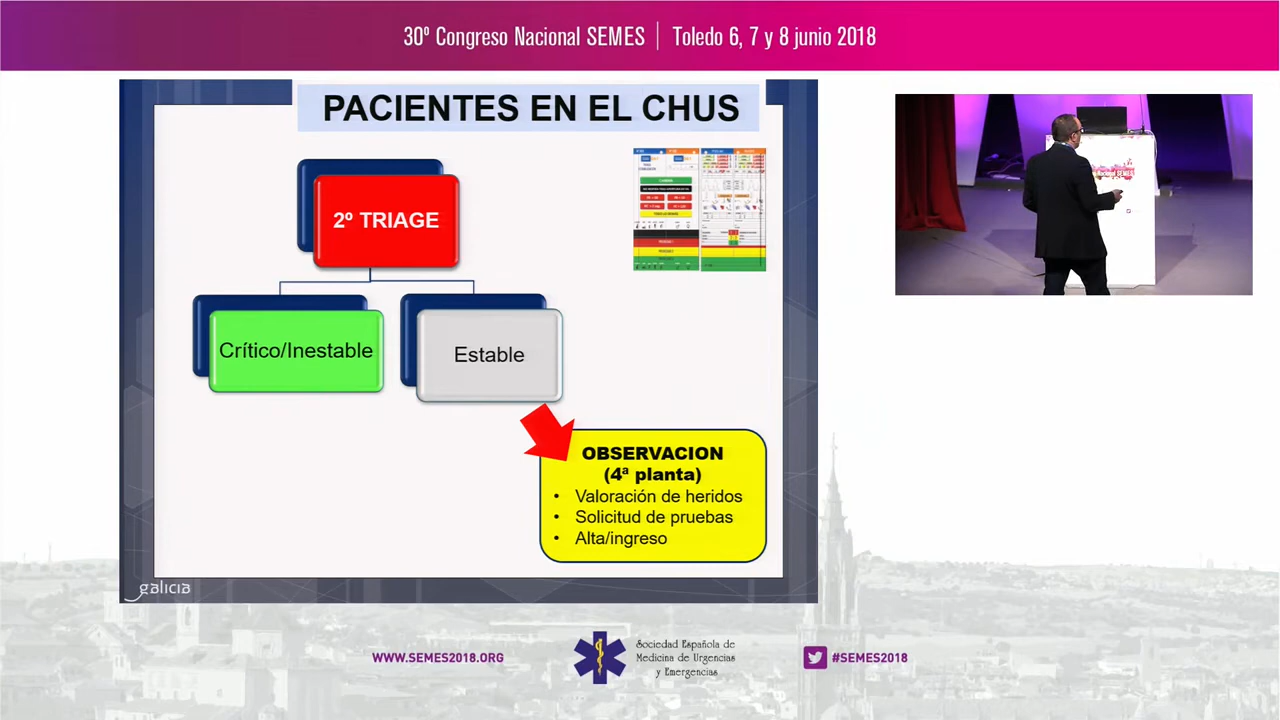 30º Congreso Nacional SEMES | Toledo 6, 7 y 8 junio 2018
PACIENTES EN EL CHUS
2º TRIAGE
Crítico/Inestable
Estable
OBSERVACION
(4ª planta)
• Valoración de heridos
• Solicitud de pruebas
• Alta/ingreso
galicia
WWW.SEMES2018.ORG
Sociedad Española de
Medicina de Urgencias
y Emergencias
#SEMES2018